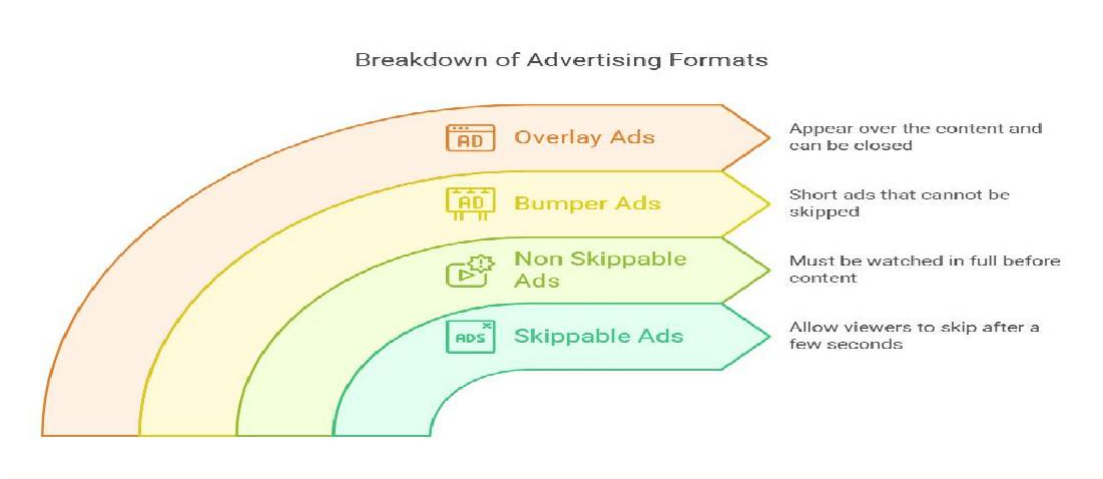 Breakdown of Advertising Formats
AD
Overlay Ads
Appear over the content and
can be closed
AD
Bumper Ads
Short ads that cannot be
skipped
Non Skippable
Ads
Must be watched in full before
content
ADS
Skippable Ads
Allow viewers to skip after a
few seconds